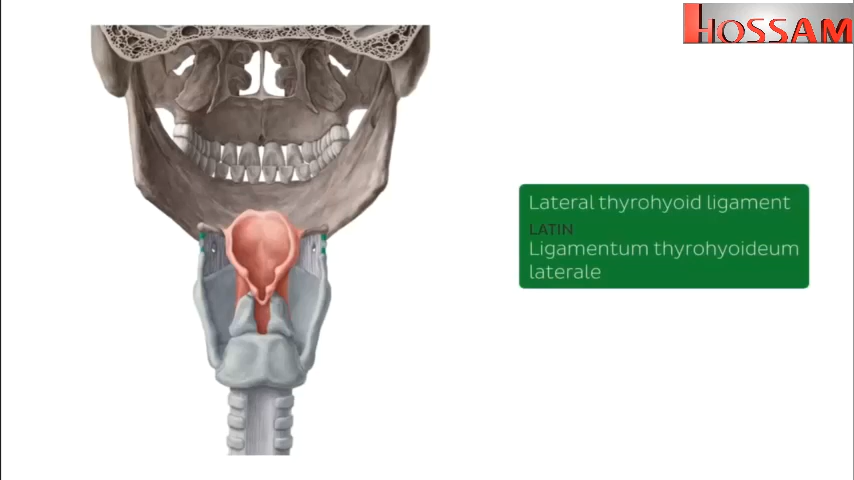 HOSSAM
Lateral thyrohyoid ligament
LATIN
Ligamentum thyrohyoideum
laterale